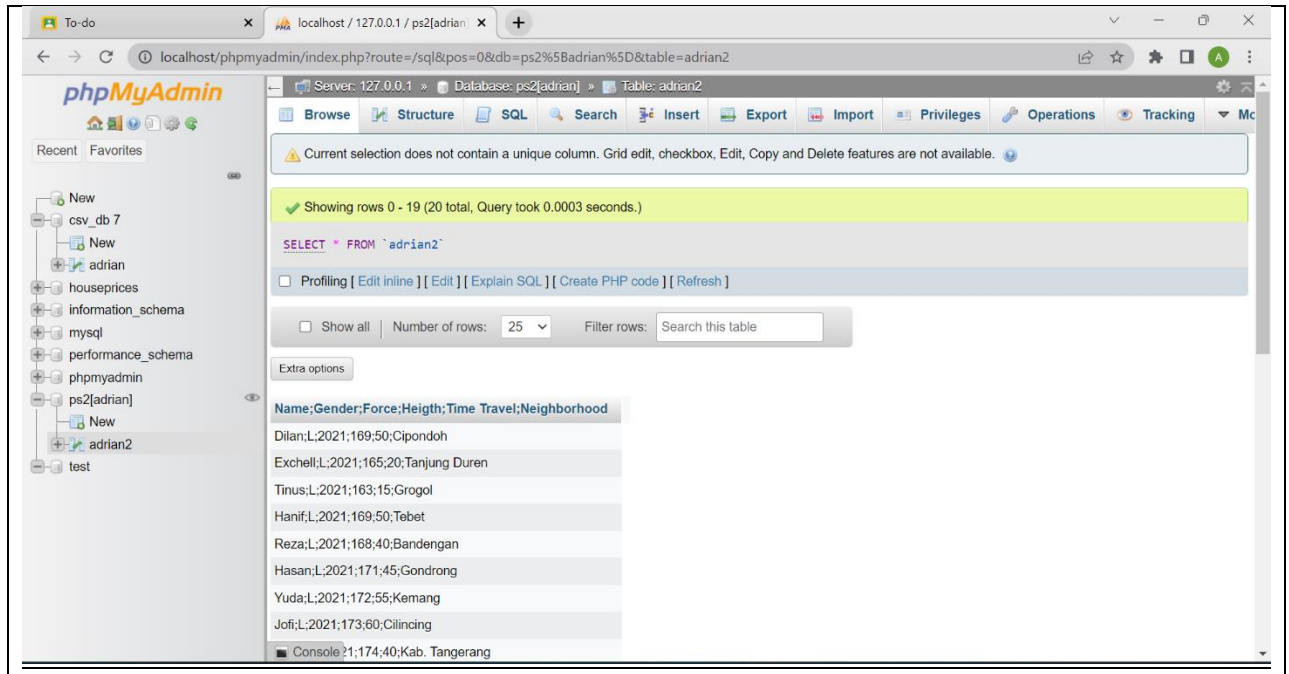 To-do
localhost / 127.0.0.1 / ps2[adrian]
localhost/phpmyadmin/index.php?route=/sql&pos=0&db=ps2%5Badrian%5D&table=adrian2
A
phpMyAdmin
Recent Favorites
New
csv_db 7
New
adrian
houseprices
information_schema
mysql
performance_schema
phpmyadmin
ps2[adrian]
New
adrian2
test
Server: 127.0.0.1 » Database: ps2[adrian] » Table: adrian2
Browse Structure SQL Search Insert Export Import Privileges Operations Tracking Mc
Current selection does not contain a unique column. Grid edit, checkbox, Edit, Copy and Delete features are not available.
Showing rows 0 - 19 (20 total, Query took 0.0003 seconds.)
SELECT * FROM `adrian2`
Profiling [ Edit inline ] [ Edit ] [ Explain SQL ] [ Create PHP code ] [ Refresh ]
Show all | Number of rows: 25 Filter rows: Search this table
Extra options
Name;Gender;Force;Heigth;Time Travel;Neighborhood
Dilan;L;2021;169;50;Cipondoh
Exchell;L;2021;165;20;Tanjung Duren
Tinus;L;2021;163;15;Grogol
Hanif;L;2021;169;50;Tebet
Reza;L;2021;168;40;Bandengan
Hasan;L;2021;171;45;Gondrong
Yuda;L;2021;172;55;Kemang
Jofi;L;2021;173;60;Cilincing
Console 21;174;40;Kab. Tangerang